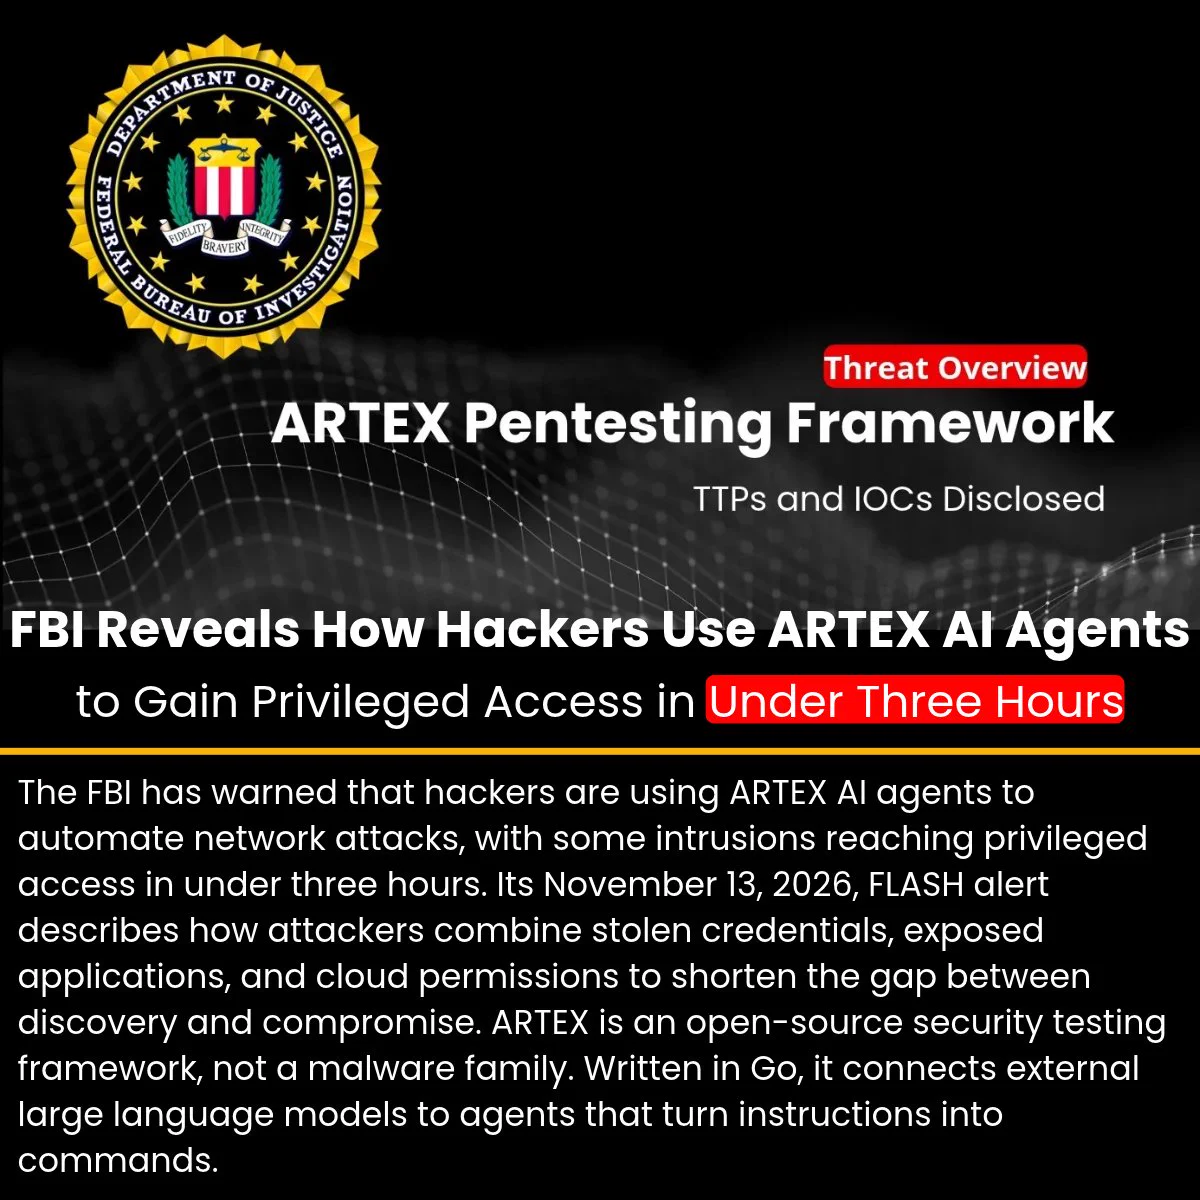 DEPARTMENT OF JUSTICE
FEDERAL BUREAU OF INVESTIGATION
FIDELITY
BRAVERY
INTEGRITY
Threat Overview
ARTEX Pentesting Framework
TTPs and IOCs Disclosed
FBI Reveals How Hackers Use ARTEX AI Agents
to Gain Privileged Access in Under Three Hours
The FBI has warned that hackers are using ARTEX AI agents to
automate network attacks, with some intrusions reaching privileged
access in under three hours. Its November 13, 2026, FLASH alert
describes how attackers combine stolen credentials, exposed
applications, and cloud permissions to shorten the gap between
discovery and compromise. ARTEX is an open-source security testing
framework, not a malware family. Written in Go, it connects external
large language models to agents that turn instructions into
commands.